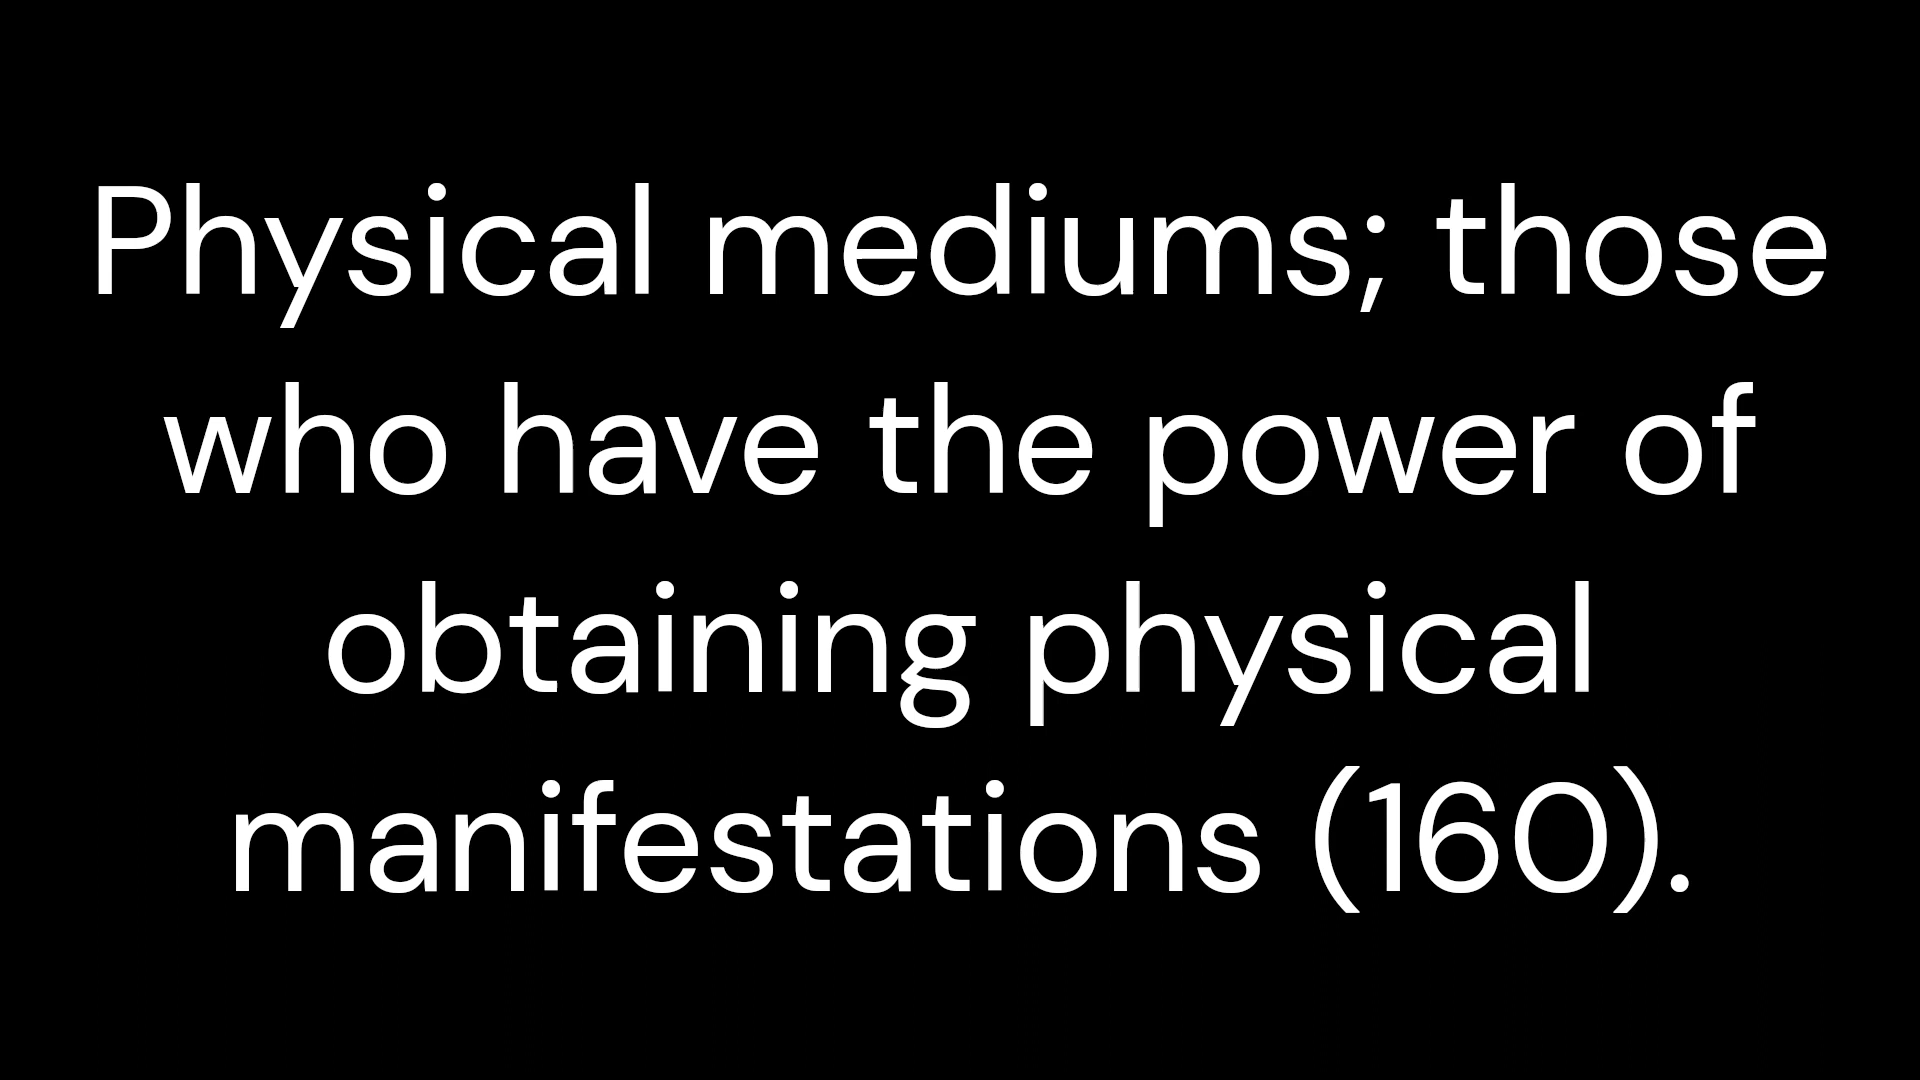 Physical mediums; those
who have the power of
obtaining physical
manifestations (160).